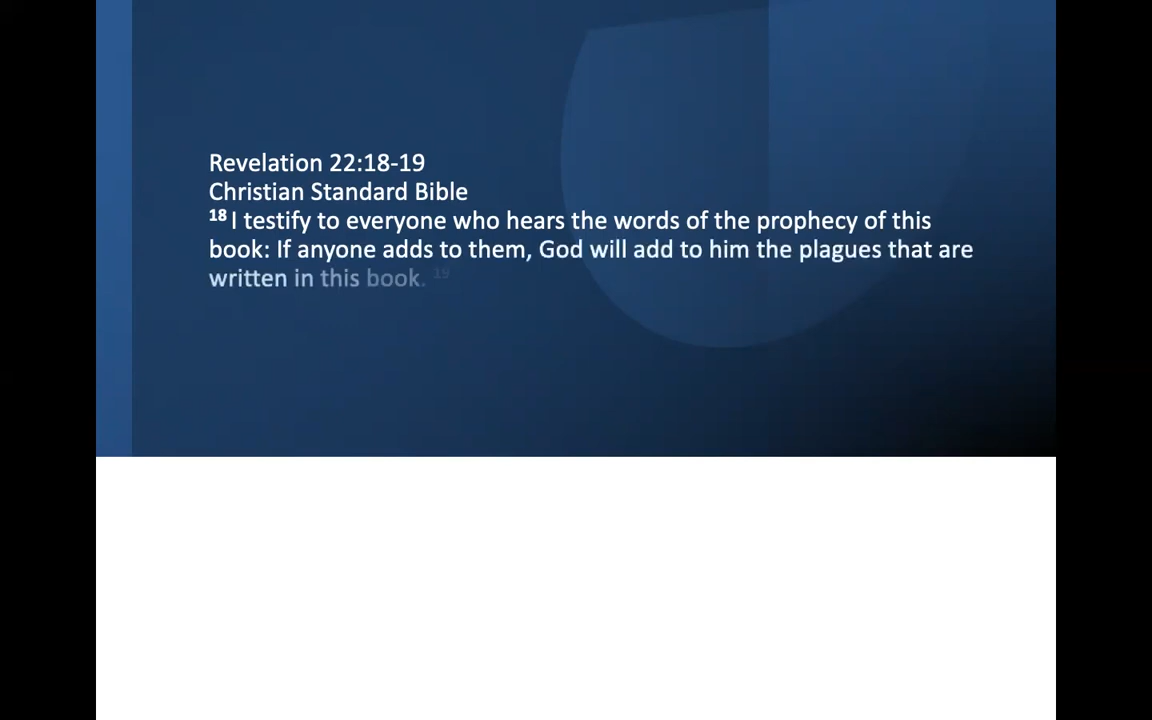 Revelation 22:18-19
Christian Standard Bible
18 I testify to everyone who hears the words of the prophecy of this
book: If anyone adds to them, God will add to him the plagues that are
written in this book. 19